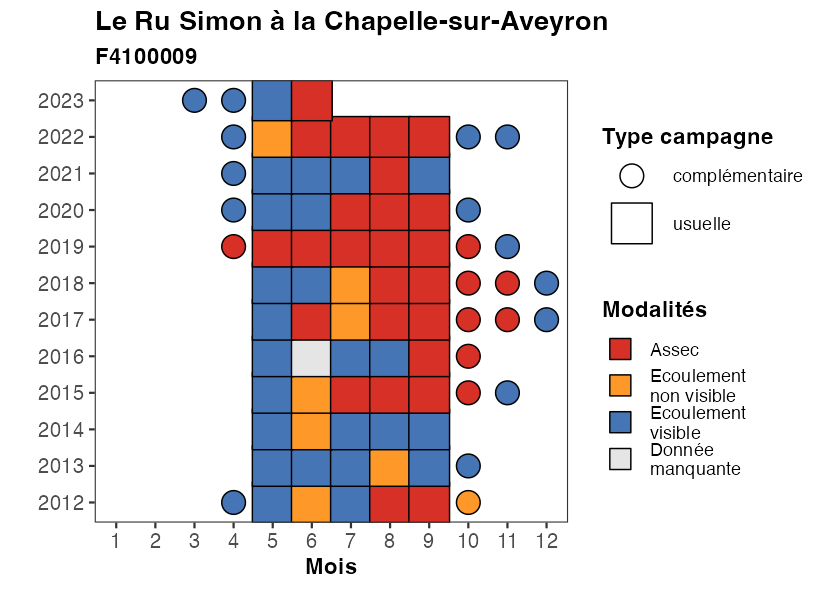 Le Ru Simon à la Chapelle-sur-Aveyron
F4100009
2023
2022
2021
2020
2019
2018
2017
2016
2015
2014
2013
2012
1 2 3 4 5 6 7 8 9 10 11 12
Mois
Type campagne
complémentaire
usuelle
Modalités
Assec
Ecoulement
non visible
Ecoulement
visible
Donnée
manquante